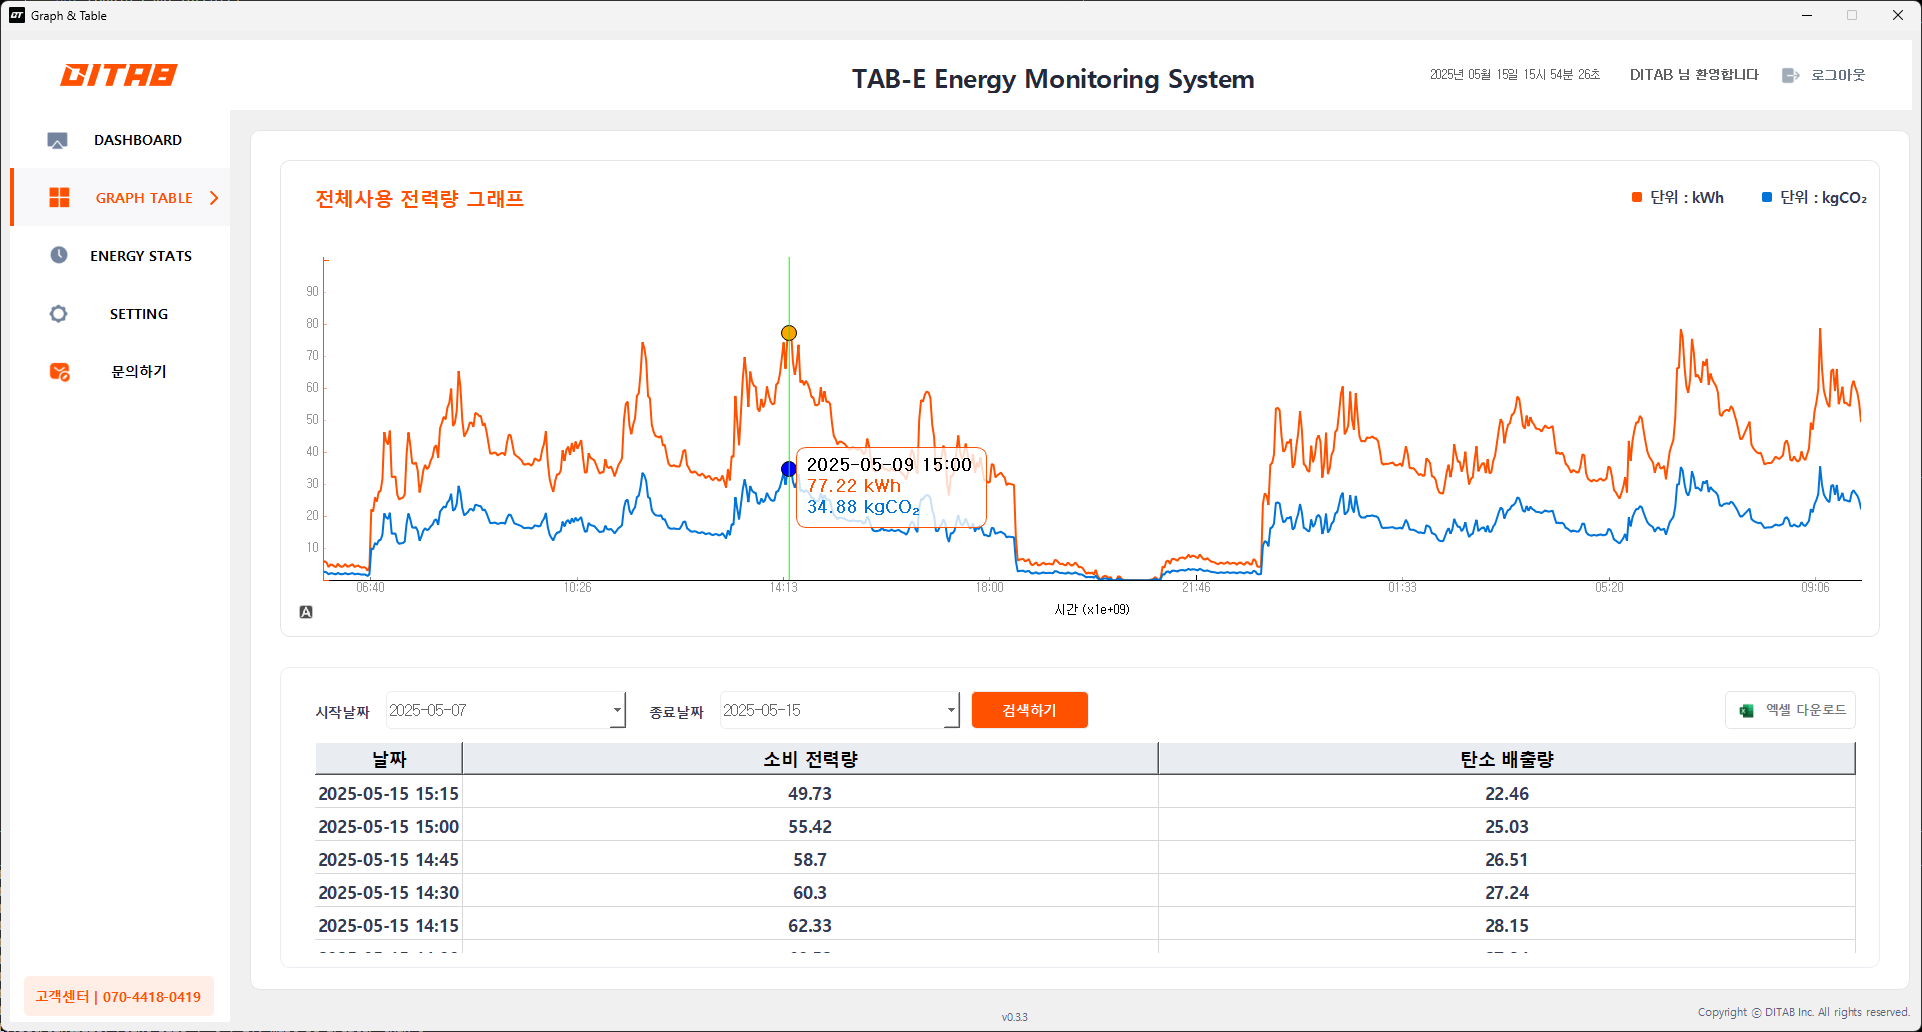 Graph & Table
DITAB
TAB-E Energy Monitoring System
2025년 05월 15일 15시 54분 26초
DITAB 님 환영합니다
로그아웃
DASHBOARD
GRAPH TABLE
ENERGY STATS
SETTING
문의하기
고객센터 | 070-4418-0419
전체사용 전력량 그래프
단위 : kWh
단위 : kgCO₂
90
80
70
60
50
40
30
20
10
2025-05-09 15:00
77.22 kWh
34.88 kgCO₂
06:40 10:26 14:13 18:00 21:46 01:33 05:20 09:06
시간 (x1e+09)
A
시작날짜 2025-05-07 종료날짜 2025-05-15 검색하기 엑셀 다운로드
날짜 소비 전력량 탄소 배출량
2025-05-15 15:15 49.73 22.46
2025-05-15 15:00 55.42 25.03
2025-05-15 14:45 58.7 26.51
2025-05-15 14:30 60.3 27.24
2025-05-15 14:15 62.33 28.15
v0.3.3
Copyright ⓒ DITAB Inc. All rights reserved.